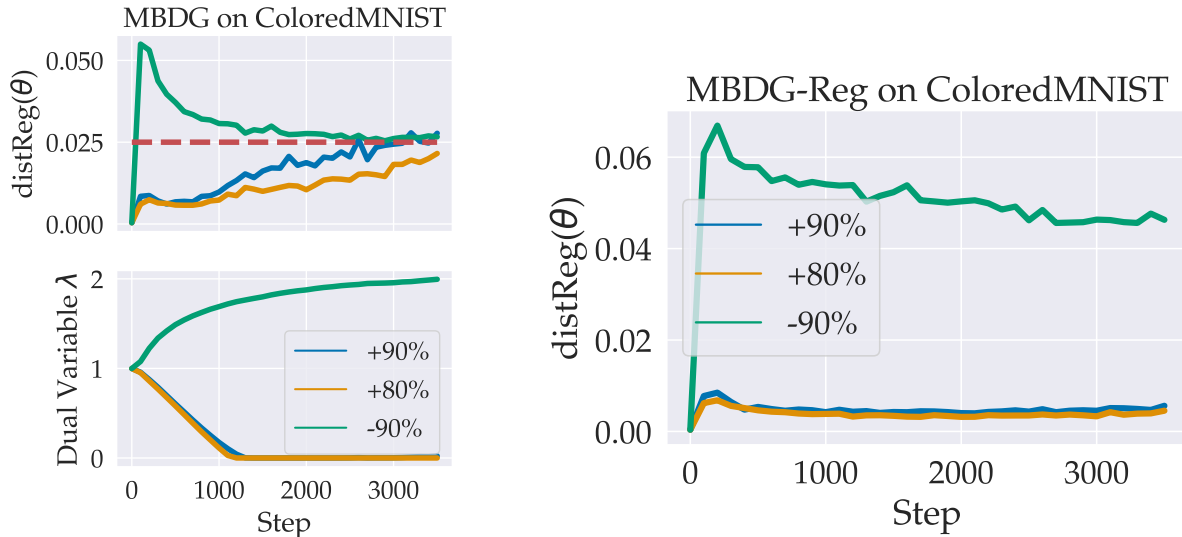 MBDG on ColoredMNIST
distReg(θ)
0.050
0.025
0.000
Dual Variable λ
2
1
0
+90%
+80%
-90%
0 1000 2000 3000
Step
MBDG-Reg on ColoredMNIST
distReg(θ)
0.06
0.04
0.02
0.00
+90%
+80%
-90%
0 1000 2000 3000
Step